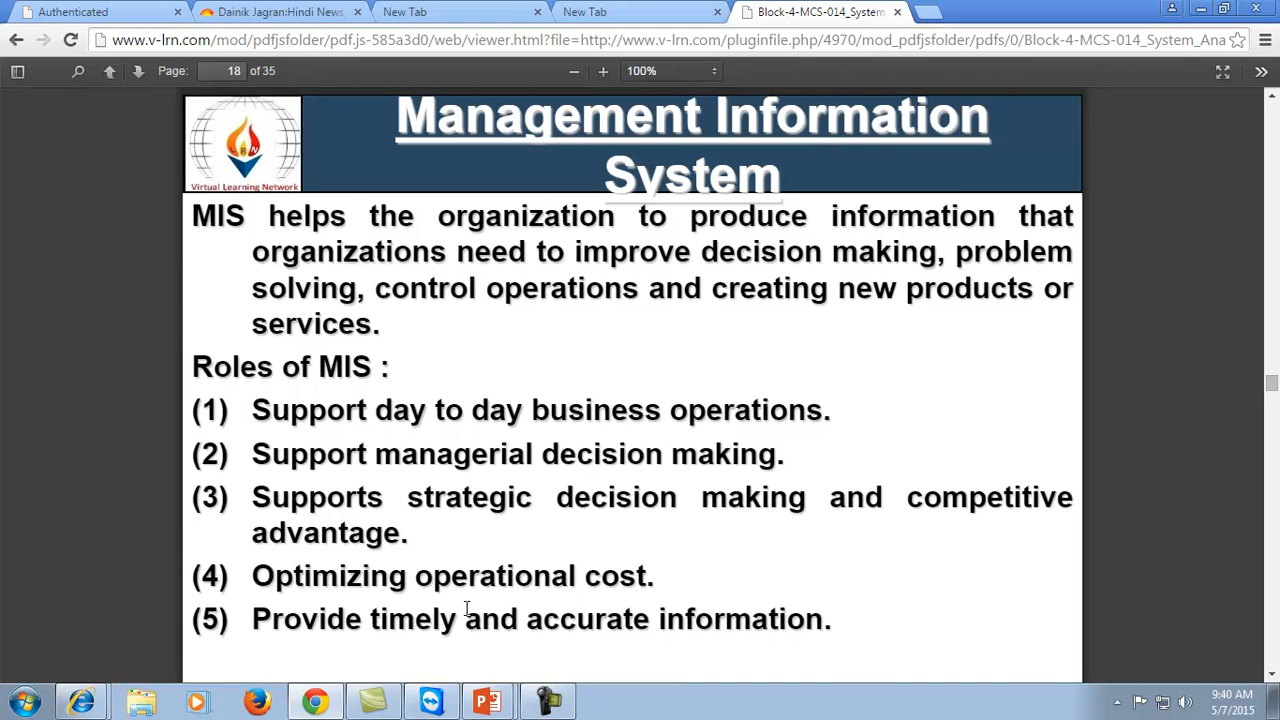 Authenticated
Dainik Jagran:Hindi News,
New Tab
New Tab
Block-4-MCS-014_System_An
www.v-lrn.com/mod/pdfjsfolder/pdf.js-585a3d0/web/viewer.html?file=http://www.v-lrn.com/pluginfile.php/4970/mod_pdfjsfolder/pdfs/0/Block-4-MCS-014_System_Ana
Page: 18 of 35
100%
Management Information
System
LRN
Virtual Learning Network
MIS helps the organization to produce information that
organizations need to improve decision making, problem
solving, control operations and creating new products or
services.
Roles of MIS :
(1) Support day to day business operations.
(2) Support managerial decision making.
(3) Supports strategic decision making and competitive
advantage.
(4) Optimizing operational cost.
(5) Provide timely and accurate information.
9:40 AM
5/7/2015